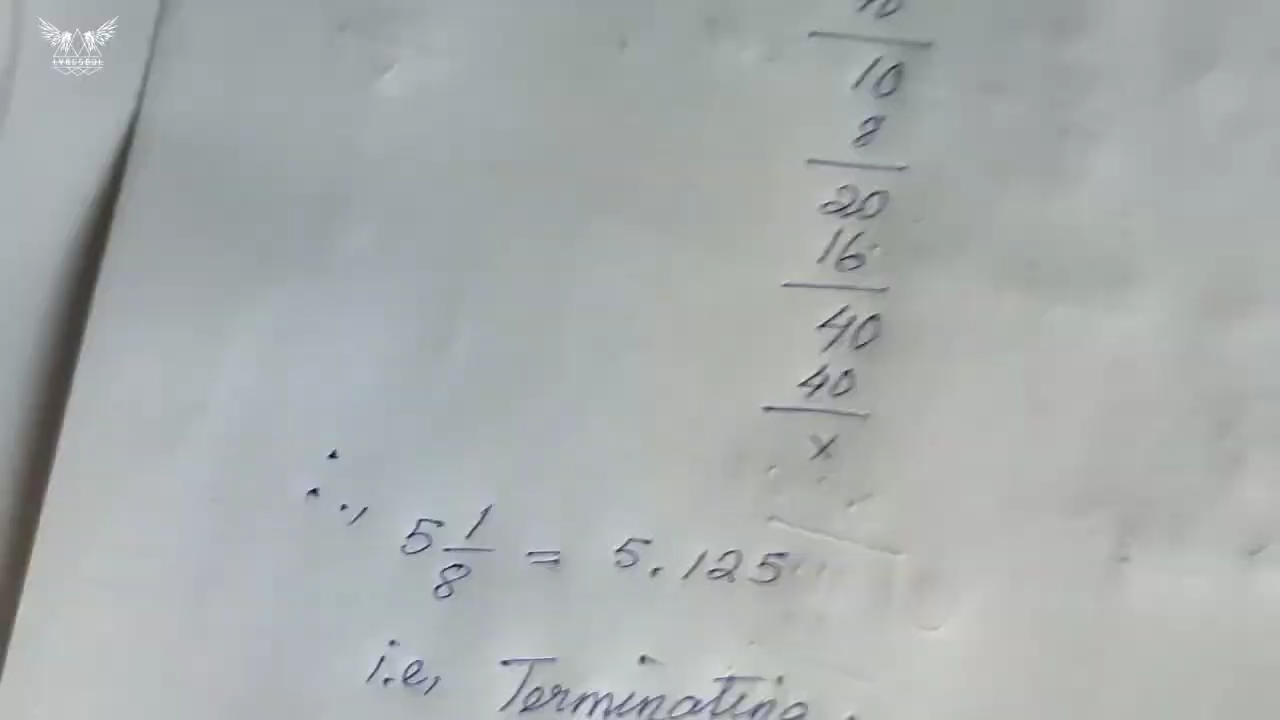 10
8
20
16
40
40
x
∴, 5 1/8 = 5.125
i.e, Terminating.